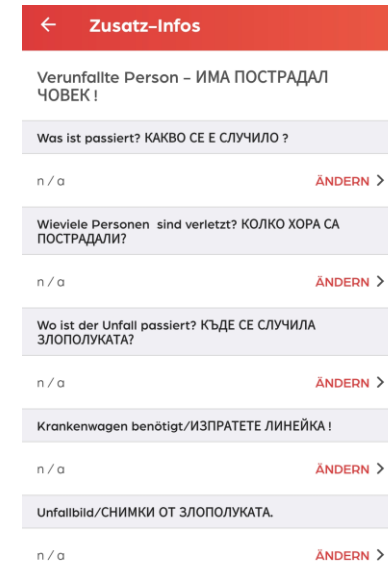 Zusatz-Infos
Verunfallte Person - ИМА ПОСТРАДАЛ
ЧОВЕК !
Was ist passiert? КАКВО СЕ Е СЛУЧИЛО ?
n / a
ÄNDERN
Wieviele Personen sind verletzt? КОЛКО ХОРА СА
ПОСТРАДАЛИ?
n / a
ÄNDERN
Wo ist der Unfall passiert? КЪДЕ СЕ СЛУЧИЛА
ЗЛОПОЛУКАТА?
n / a
ÄNDERN
Krankenwagen benötigt/ИЗПРАТЕТЕ ЛИНЕЙКА !
n / a
ÄNDERN
Unfallbild/СНИМКИ ОТ ЗЛОПОЛУКАТА.
n / a
ÄNDERN